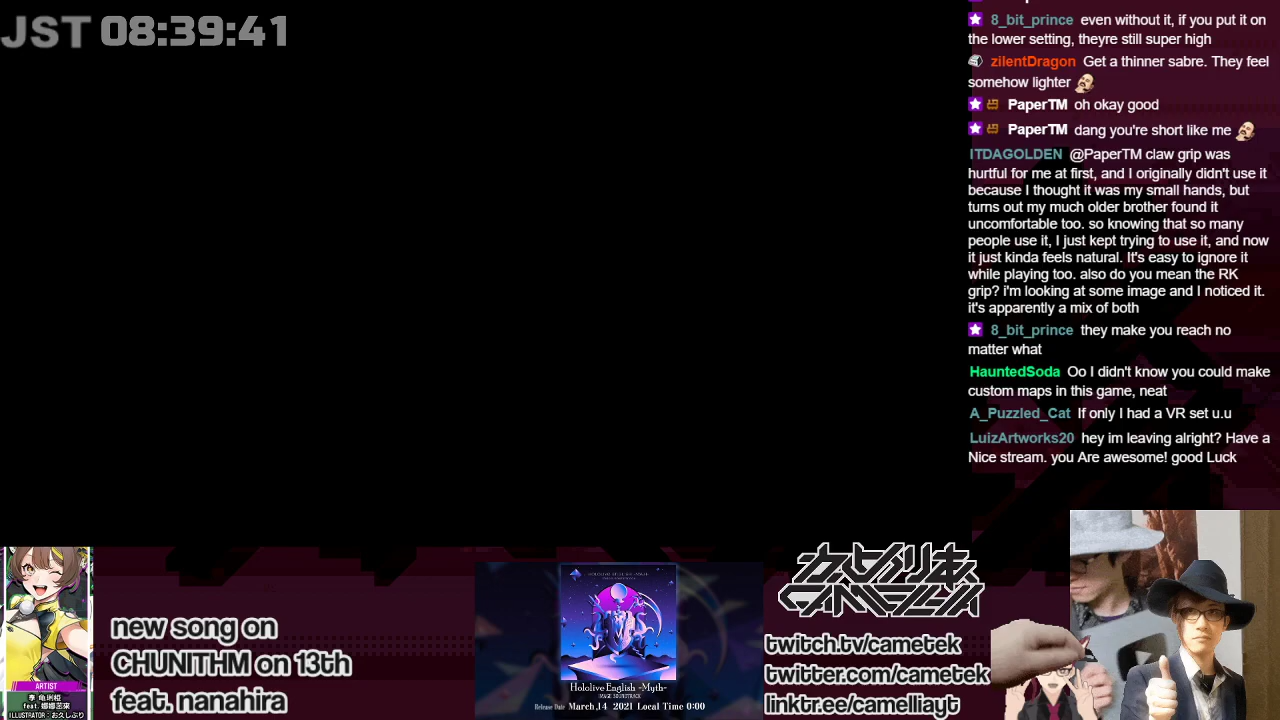 JST 08:39:41
8_bit_prince even without it, if you put it on
the lower setting, theyre still super high
zilentDragon Get a thinner sabre. They feel
somehow lighter
PaperTM oh okay good
PaperTM dang you're short like me
ITDAGOLDEN @PaperTM claw grip was
hurtful for me at first, and I originally didn't use it
because I thought it was my small hands, but
turns out my much older brother found it
uncomfortable too. so knowing that so many
people use it, I just kept trying to use it, and now
it just kinda feels natural. It's easy to ignore it
while playing too. also do you mean the RK
grip? i'm looking at some image and I noticed it.
it's apparently a mix of both
8_bit_prince they make you reach no
matter what
HauntedSoda Oo I didn't know you could make
custom maps in this game, neat
A_Puzzled_Cat If only I had a VR set u.u
LuizArtworks20 hey im leaving alright? Have a
Nice stream. you Are awesome! good Luck
ARTIST
new song on
CHUNITHM on 13th
feat. nanahira
Hololive English -Myth-
IMAGE SOUNDTRACK
Release Date March,14 2021 Local Time 0:00
かめりあ
CAMELLIA
twitch.tv/cametek
twitter.com/cametek
linktr.ee/camelliayt